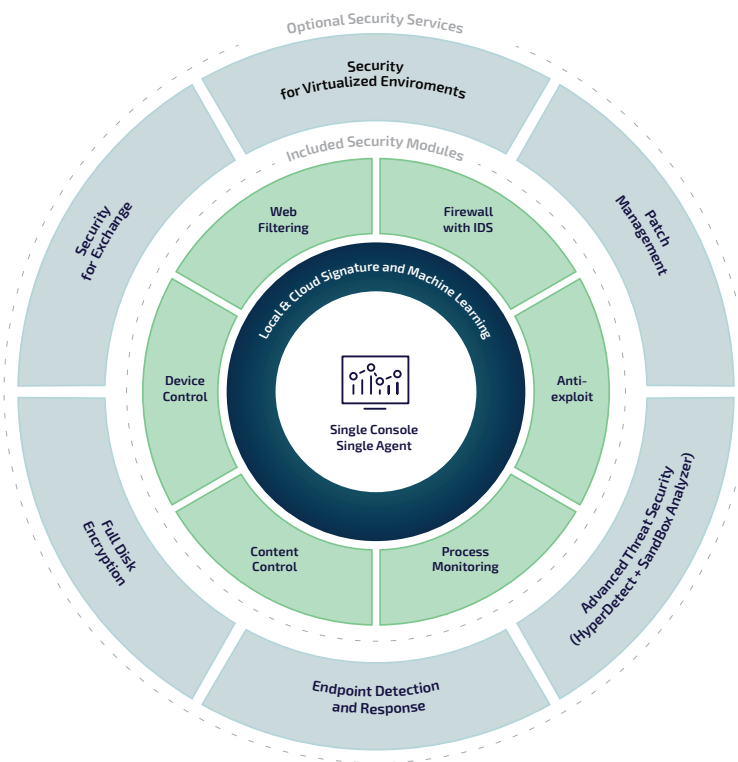 Optional Security Services
Security
for Virtualized Enviroments
Included Security Modules
Web
Filtering
Firewall
with IDS
Security
for Exchange
Patch
Management
Local & Cloud Signature and Machine Learning
Device
Control
Anti-
exploit
Single Console
Single Agent
Full Disk
Encryption
Content
Control
Process
Monitoring
Advanced Threat Security
(HyperDetect + SandBox Analyzer)
Endpoint Detection
and Response